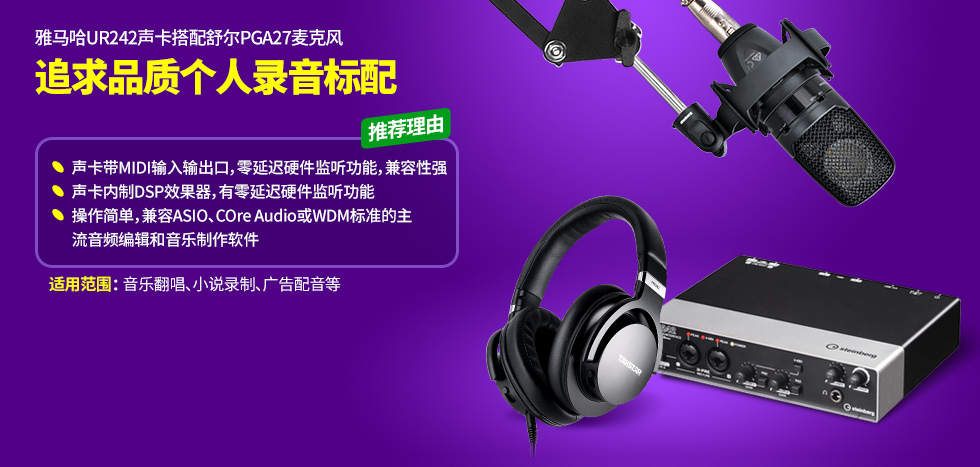 雅马哈UR242声卡搭配舒尔PGA27麦克风
追求品质个人录音标配
推荐理由
声卡带MIDI输入输出口，零延迟硬件监听功能，兼容性强
声卡内制DSP效果器，有零延迟硬件监听功能
操作简单，兼容ASIO、COre Audio或WDM标准的主
流音频编辑和音乐制作软件
适用范围：音乐翻唱、小说录制、广告配音等
TAKSTAR
steinberg
steinberg